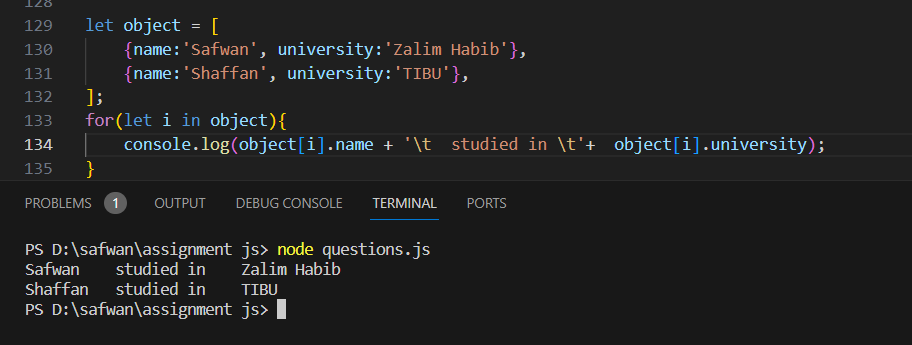 128
129 let object = [
130     {name:'Safwan', university:'Zalim Habib'},
131     {name:'Shaffan', university:'TIBU'},
132 ];
133 for(let i in object){
134     console.log(object[i].name + '\t  studied in \t'+  object[i].university);
135 }
PROBLEMS 1 OUTPUT DEBUG CONSOLE TERMINAL PORTS
PS D:\safwan\assignment js> node questions.js
Safwan    studied in    Zalim Habib
Shaffan   studied in    TIBU
PS D:\safwan\assignment js>